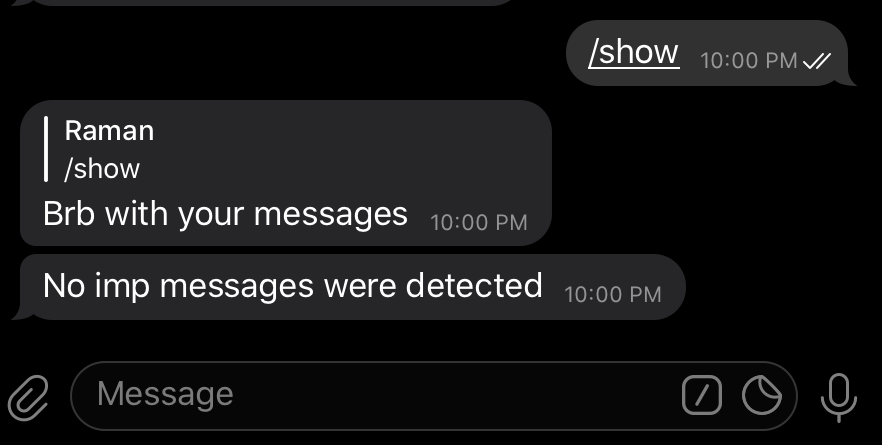 /show 10:00 PM
Raman
/show
Brb with your messages 10:00 PM
No imp messages were detected 10:00 PM
Message